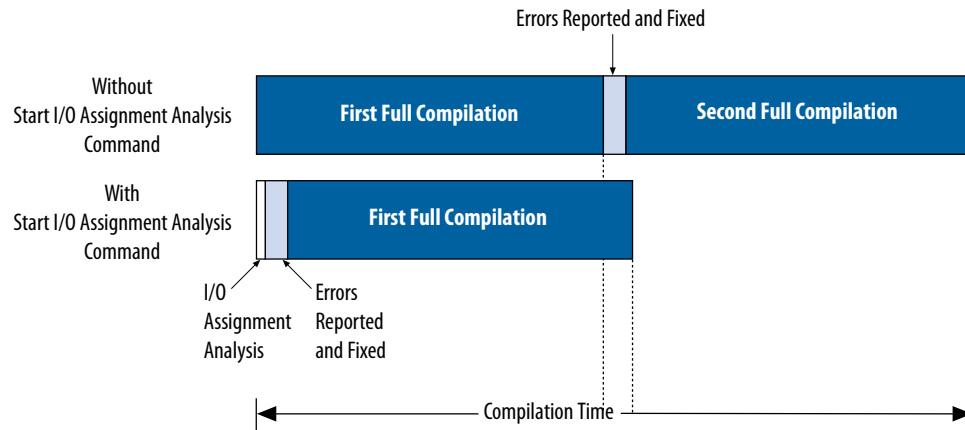 Errors Reported and Fixed
Without
Start I/O Assignment Analysis
Command
First Full Compilation
Second Full Compilation
With
Start I/O Assignment Analysis
Command
First Full Compilation
I/O
Assignment
Analysis
Errors
Reported
and Fixed
Compilation Time